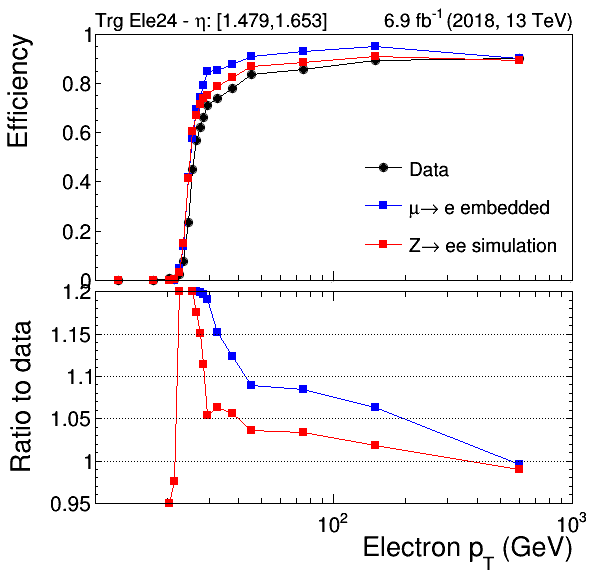 Trg Ele24 - η: [1.479,1.653] 6.9 fb⁻¹ (2018, 13 TeV)
Efficiency
1
0.8
0.6
0.4
0.2
0
Data
μ→ e embedded
Z→ ee simulation
Ratio to data
1.2
1.15
1.1
1.05
1
0.95
10² 10³
Electron p_T (GeV)